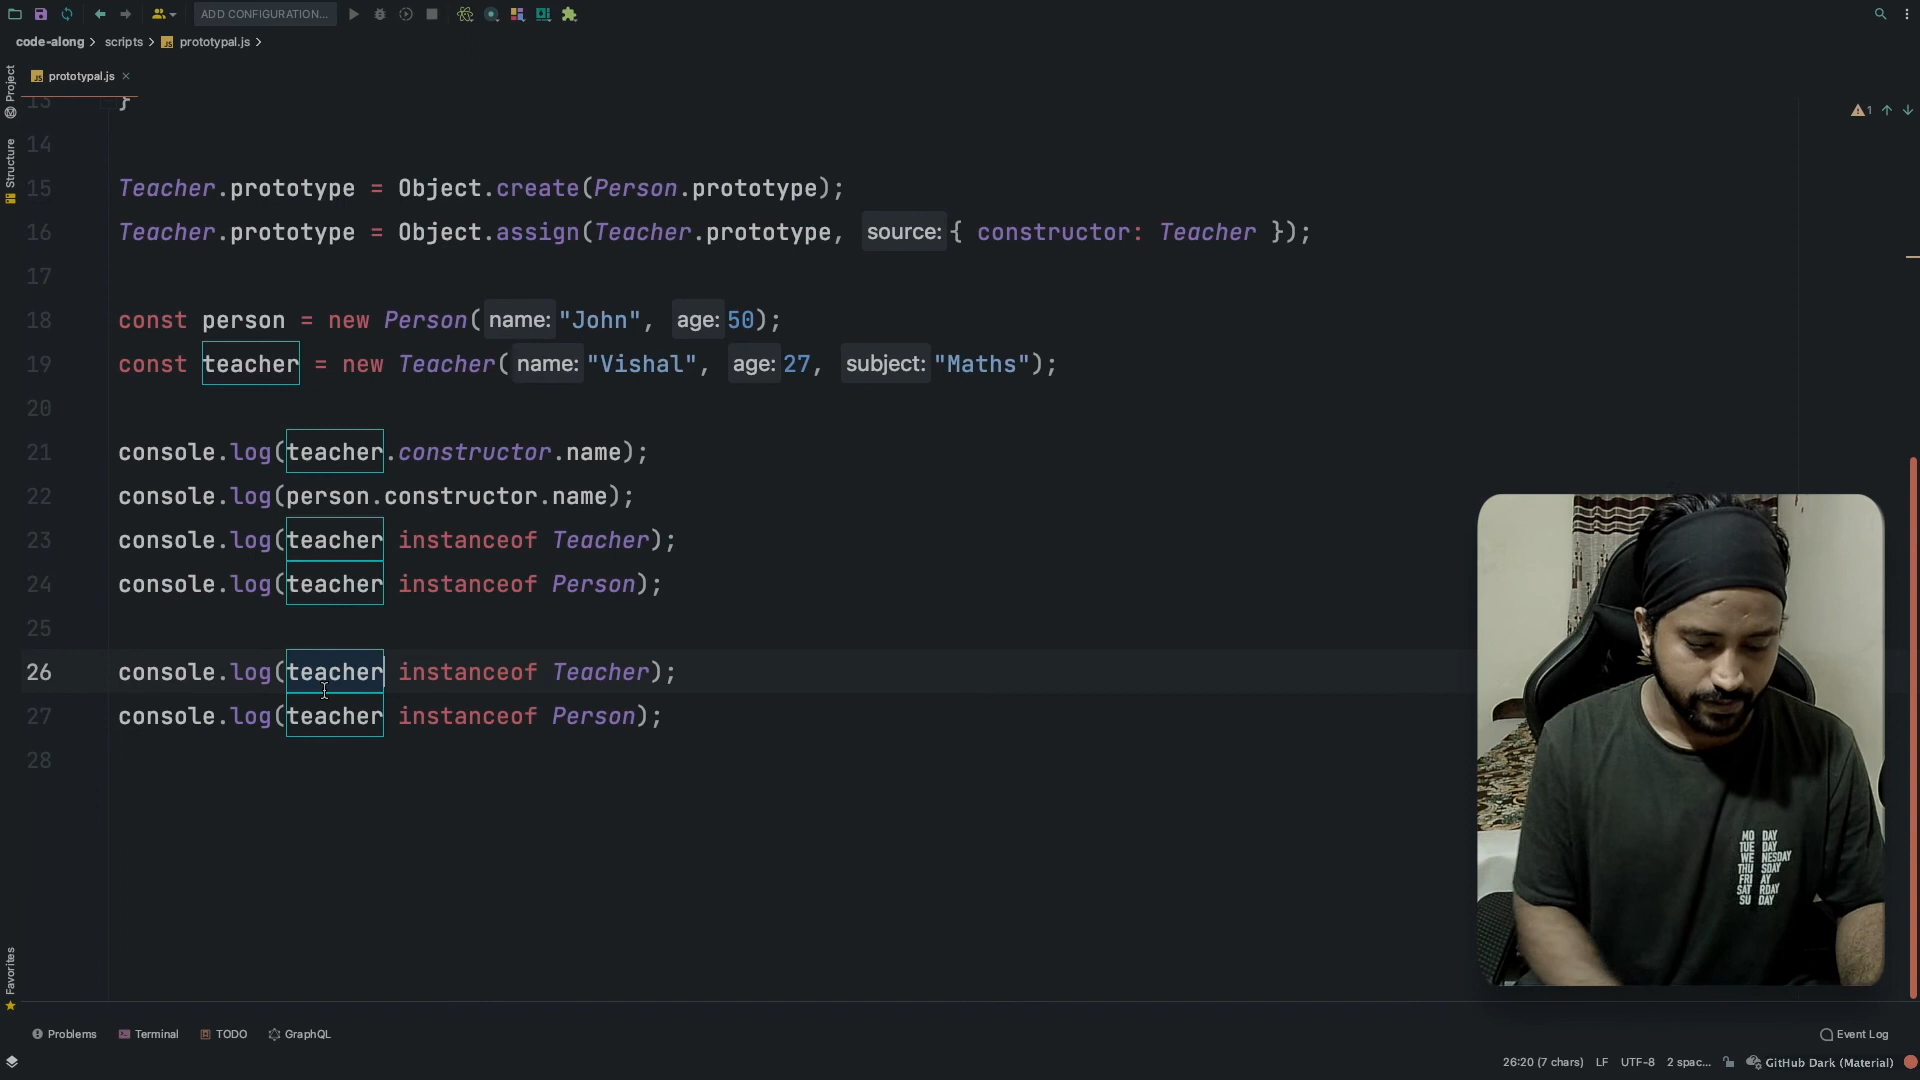 ADD CONFIGURATION...
code-along
scripts
prototypal.js
Project
prototypal.js
1
13 }
14
15 Teacher.prototype = Object.create(Person.prototype);
16 Teacher.prototype = Object.assign(Teacher.prototype, source: { constructor: Teacher });
17
18 const person = new Person( name: "John", age: 50);
19 const teacher = new Teacher( name: "Vishal", age: 27, subject: "Maths");
20
21 console.log(teacher.constructor.name);
22 console.log(person.constructor.name);
23 console.log(teacher instanceof Teacher);
24 console.log(teacher instanceof Person);
25
26 console.log(teacher instanceof Teacher);
27 console.log(teacher instanceof Person);
28
Structure
Favorites
MO DAY
TUE DAY
WE NESDAY
THU SDAY
FRI AY
SAT RDAY
SU DAY
Problems
Terminal
TODO
GraphQL
Event Log
26:20 (7 chars)
LF
UTF-8
2 spac...
GitHub Dark (Material)